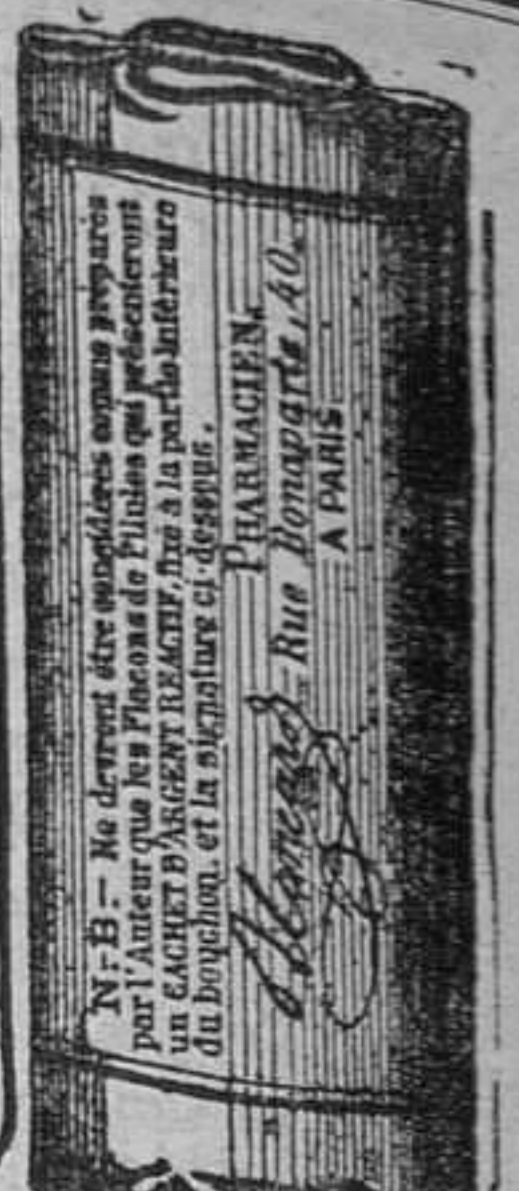 N.-B.- Ne devront être considérés comme préparés
par l'Auteur que les Flacons de Pilules qui présenteront
un CACHET D'ARGENT RÉACTIF, fixé à la partie inférieure
du bouchon, et la signature ci-dessous.
PHARMACIEN,
Blancard Rue Bonaparte, 40.
A PARIS